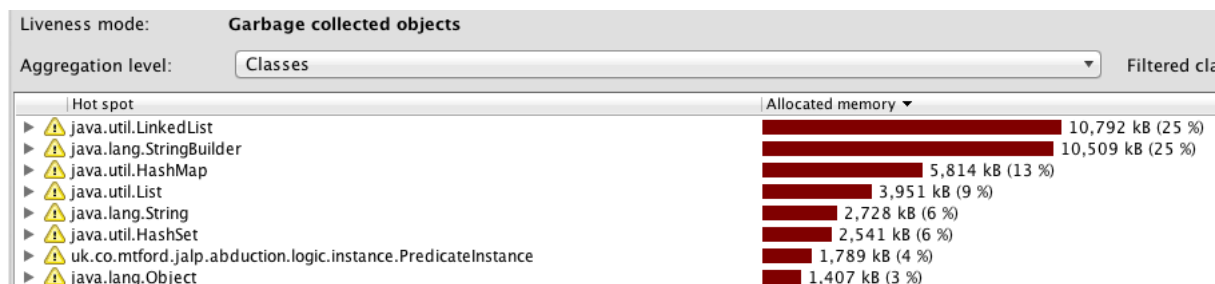 Liveness mode: Garbage collected objects
Aggregation level: Classes Filtered cla
Hot spot Allocated memory
java.util.LinkedList 10,792 kB (25 %)
java.lang.StringBuilder 10,509 kB (25 %)
java.util.HashMap 5,814 kB (13 %)
java.util.List 3,951 kB (9 %)
java.lang.String 2,728 kB (6 %)
java.util.HashSet 2,541 kB (6 %)
uk.co.mtford.jalp.abduction.logic.instance.PredicateInstance 1,789 kB (4 %)
java.lang.Object 1,407 kB (3 %)